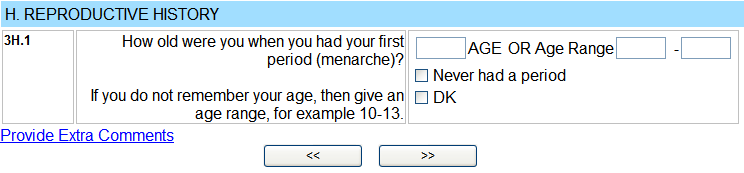 H. REPRODUCTIVE HISTORY
3H.1
How old were you when you had your first
period (menarche)?
If you do not remember your age, then give an
age range, for example 10-13.
AGE OR Age Range -
Never had a period
DK
Provide Extra Comments
<< >>